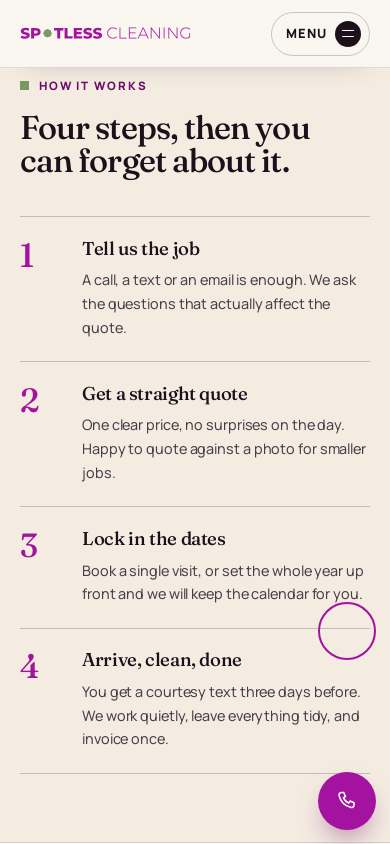 SPOTLESS CLEANING
MENU
HOW IT WORKS
Four steps, then you
can forget about it.
1
Tell us the job
A call, a text or an email is enough. We ask
the questions that actually affect the
quote.
2
Get a straight quote
One clear price, no surprises on the day.
Happy to quote against a photo for smaller
jobs.
3
Lock in the dates
Book a single visit, or set the whole year up
front and we will keep the calendar for you.
4
Arrive, clean, done
You get a courtesy text three days before.
We work quietly, leave everything tidy, and
invoice once.